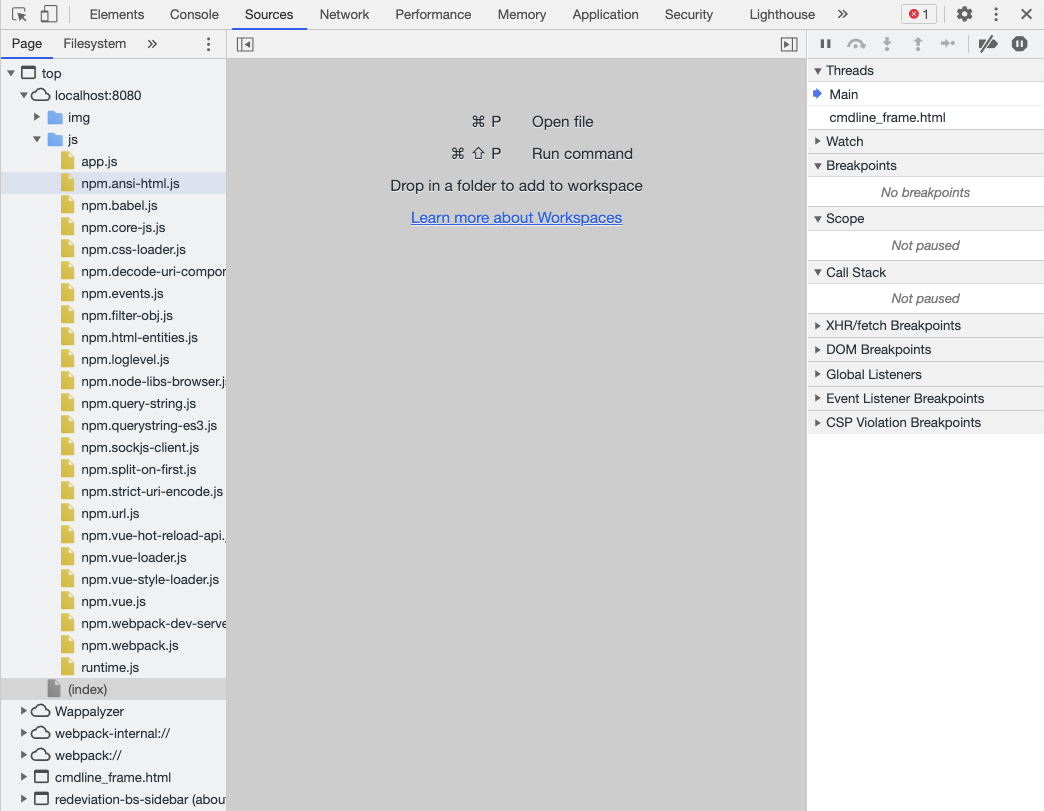 Elements Console Sources Network Performance Memory Application Security Lighthouse » 1
Page Filesystem »
top
localhost:8080
img
js
app.js
npm.ansi-html.js
npm.babel.js
npm.core-js.js
npm.css-loader.js
npm.decode-uri-compor
npm.events.js
npm.filter-obj.js
npm.html-entities.js
npm.loglevel.js
npm.node-libs-browser.js
npm.query-string.js
npm.querystring-es3.js
npm.sockjs-client.js
npm.split-on-first.js
npm.strict-uri-encode.js
npm.url.js
npm.vue-hot-reload-api.
npm.vue-loader.js
npm.vue-style-loader.js
npm.vue.js
npm.webpack-dev-serve
npm.webpack.js
runtime.js
(index)
Wappalyzer
webpack-internal://
webpack://
cmdline_frame.html
redeviation-bs-sidebar (abou
⌘ P Open file
⌘ ⇧ P Run command
Drop in a folder to add to workspace
Learn more about Workspaces
Threads
Main
cmdline_frame.html
Watch
Breakpoints
No breakpoints
Scope
Not paused
Call Stack
Not paused
XHR/fetch Breakpoints
DOM Breakpoints
Global Listeners
Event Listener Breakpoints
CSP Violation Breakpoints